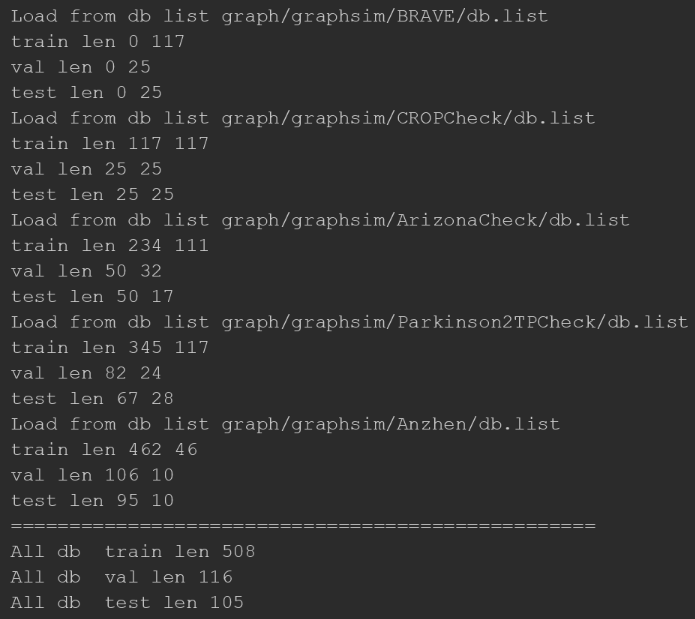 Load from db list graph/graphsim/BRAVE/db.list
train len 0 117
val len 0 25
test len 0 25
Load from db list graph/graphsim/CROPCheck/db.list
train len 117 117
val len 25 25
test len 25 25
Load from db list graph/graphsim/ArizonaCheck/db.list
train len 234 111
val len 50 32
test len 50 17
Load from db list graph/graphsim/Parkinson2TPCheck/db.list
train len 345 117
val len 82 24
test len 67 28
Load from db list graph/graphsim/Anzhen/db.list
train len 462 46
val len 106 10
test len 95 10
==================================================
All db  train len 508
All db  val len 116
All db  test len 105